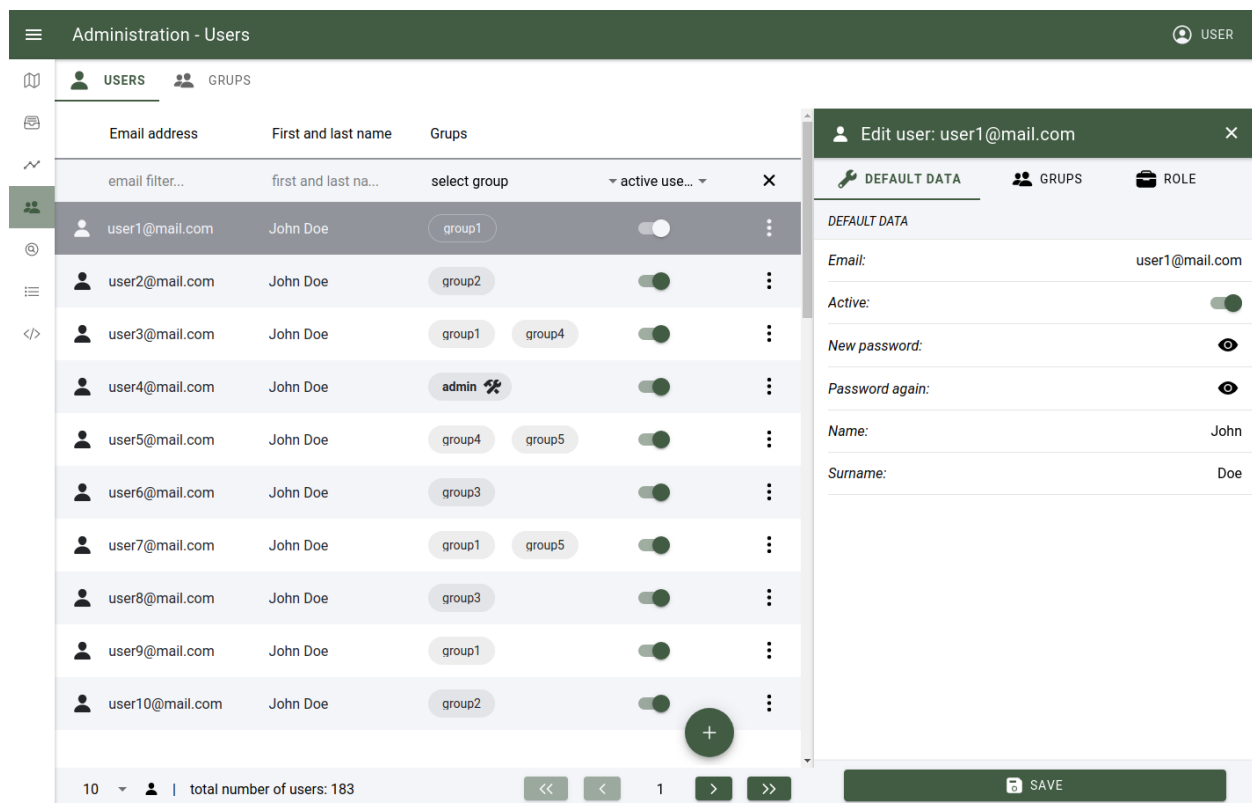 Administration - Users
USER
USERS
GRUPS
Email address First and last name Grups
email filter... first and last na... select group active use...
user1@mail.com John Doe group1
user2@mail.com John Doe group2
user3@mail.com John Doe group1 group4
user4@mail.com John Doe admin
user5@mail.com John Doe group4 group5
user6@mail.com John Doe group3
user7@mail.com John Doe group1 group5
user8@mail.com John Doe group3
user9@mail.com John Doe group1
user10@mail.com John Doe group2
10 | total number of users: 183
<< < 1 > >>
Edit user: user1@mail.com
DEFAULT DATA GRUPS ROLE
DEFAULT DATA
Email: user1@mail.com
Active:
New password:
Password again:
Name: John
Surname: Doe
SAVE